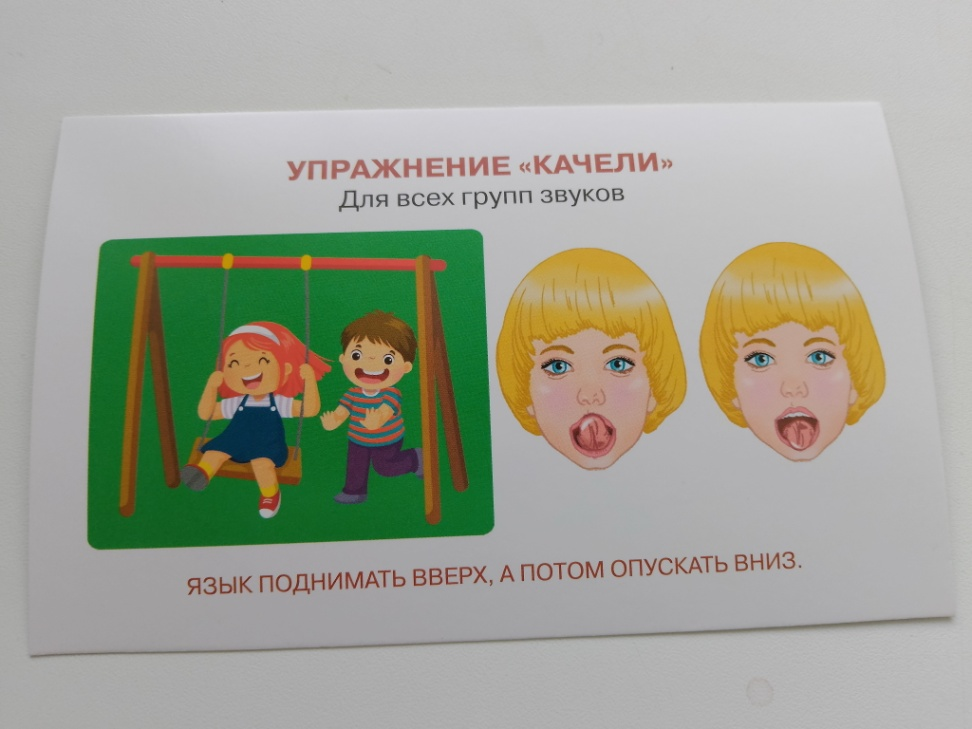 УПРАЖНЕНИЕ «КАЧЕЛИ»
Для всех групп звуков
ЯЗЫК ПОДНИМАТЬ ВВЕРХ, А ПОТОМ ОПУСКАТЬ ВНИЗ.